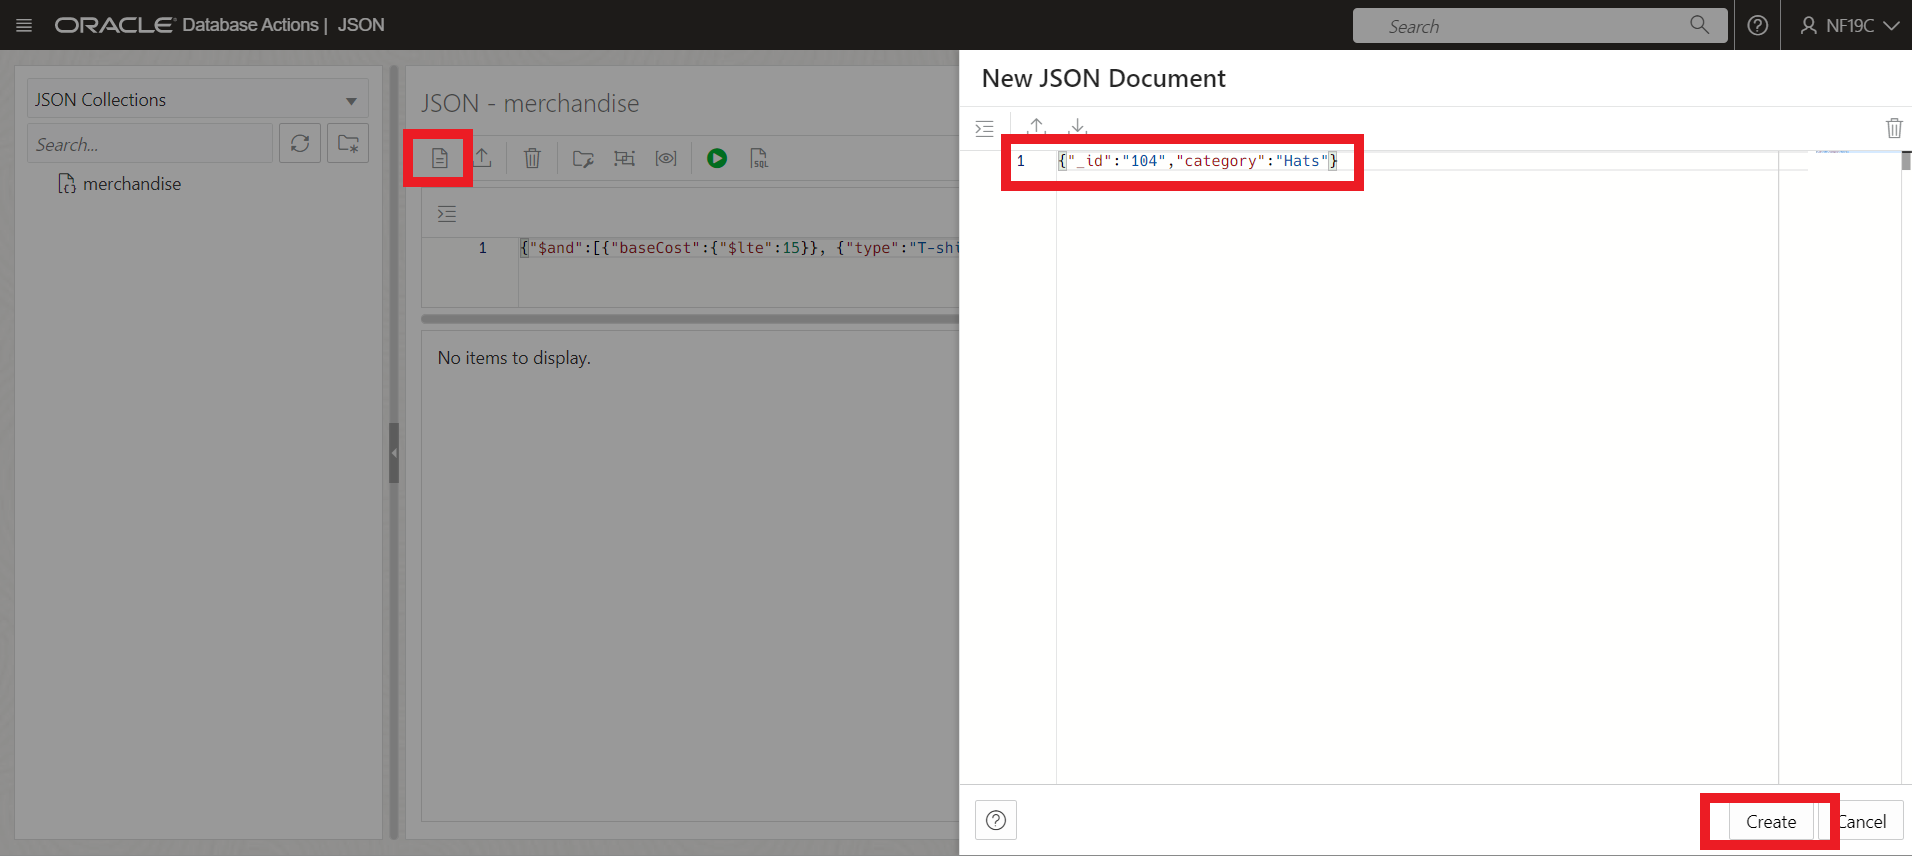 ORACLE Database Actions | JSON
Search
NF19C
JSON Collections
Search...
merchandise
JSON - merchandise
SQL
1 {"$and":[{"baseCost":{"$lte":15}}, {"type":"T-shi
No items to display.
New JSON Document
1 {"_id":"104","category":"Hats"}
Create
Cancel